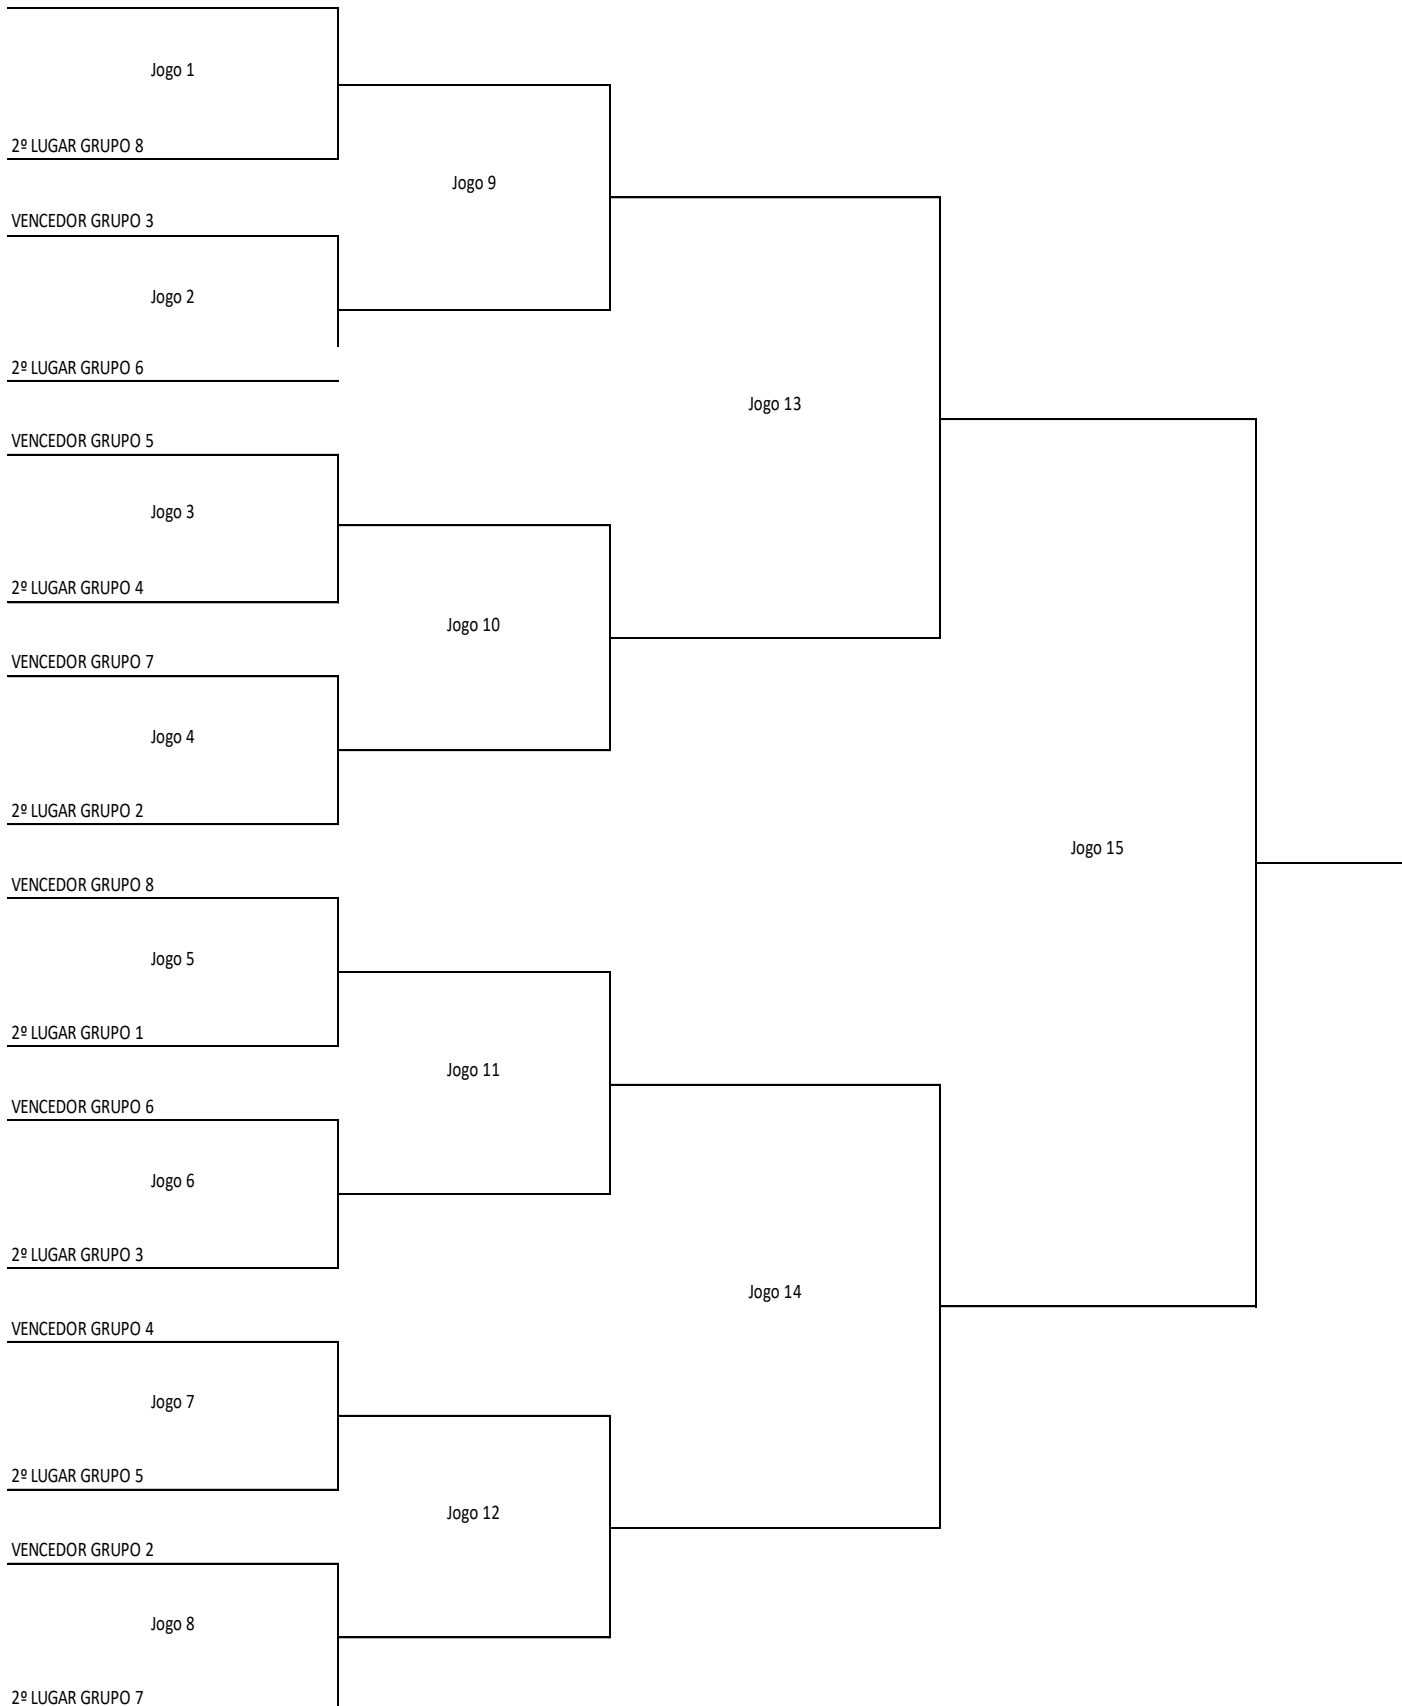 Jogo 1
2º LUGAR GRUPO 8
Jogo 9
VENCEDOR GRUPO 3
Jogo 2
2º LUGAR GRUPO 6
Jogo 13
VENCEDOR GRUPO 5
Jogo 3
2º LUGAR GRUPO 4
Jogo 10
VENCEDOR GRUPO 7
Jogo 4
2º LUGAR GRUPO 2
Jogo 15
VENCEDOR GRUPO 8
Jogo 5
2º LUGAR GRUPO 1
Jogo 11
VENCEDOR GRUPO 6
Jogo 6
2º LUGAR GRUPO 3
Jogo 14
VENCEDOR GRUPO 4
Jogo 7
2º LUGAR GRUPO 5
Jogo 12
VENCEDOR GRUPO 2
Jogo 8
2º LUGAR GRUPO 7